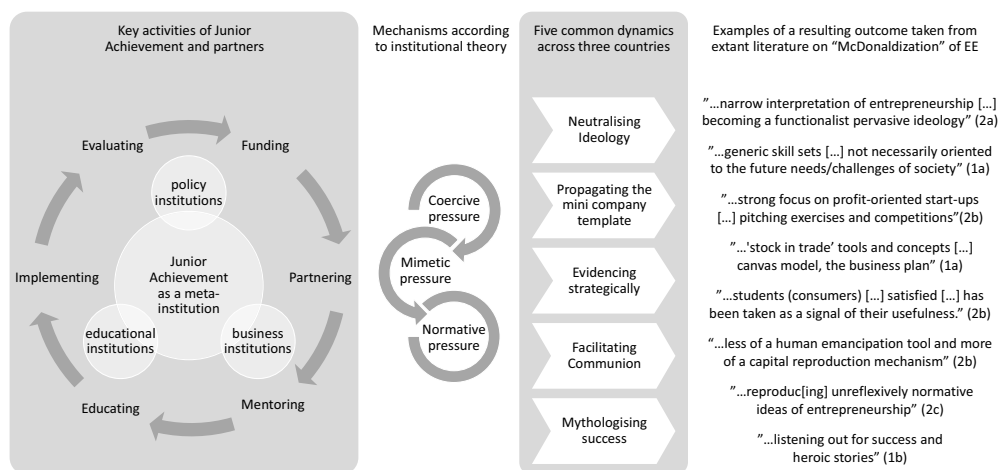 Key activities of Junior
Achievement and partners
Evaluating
Funding
policy
institutions
Junior
Achievement
as a meta-
institution
Implementing
Partnering
educational
institutions
business
institutions
Educating
Mentoring
Mechanisms according
to institutional theory
Coercive
pressure
Mimetic
pressure
Normative
pressure
Five common dynamics
across three countries
Neutralising
Ideology
Propagating the
mini company
template
Evidencing
strategically
Facilitating
Communion
Mythologising
success
Examples of a resulting outcome taken from
extant literature on “McDonaldization” of EE
”…narrow interpretation of entrepreneurship […]
becoming a functionalist pervasive ideology” (2a)
”…generic skill sets […] not necessarily oriented
to the future needs/challenges of society” (1a)
”…strong focus on profit-oriented start-ups
[…] pitching exercises and competitions”(2b)
”…'stock in trade’ tools and concepts […]
canvas model, the business plan” (1a)
”…students (consumers) […] satisfied […] has
been taken as a signal of their usefulness.” (2b)
“…less of a human emancipation tool and more
of a capital reproduction mechanism” (2b)
”…reproduc[ing] unreflexively normative
ideas of entrepreneurship” (2c)
”…listening out for success and
heroic stories” (1b)